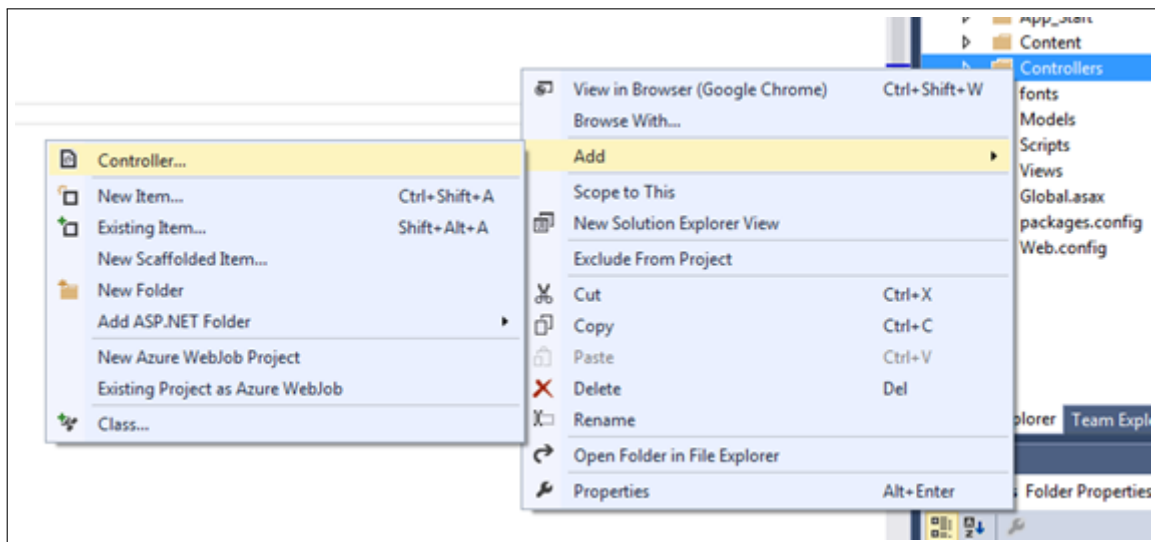 App_Start
Content
Controllers
fonts
Models
Scripts
Views
Global.asax
packages.config
Web.config
View in Browser (Google Chrome) Ctrl+Shift+W
Browse With...
Add
Scope to This
New Solution Explorer View
Exclude From Project
Cut Ctrl+X
Copy Ctrl+C
Paste Ctrl+V
Delete Del
Rename
Open Folder in File Explorer
Properties Alt+Enter
Controller...
New Item... Ctrl+Shift+A
Existing Item... Shift+Alt+A
New Scaffolded Item...
New Folder
Add ASP.NET Folder
New Azure WebJob Project
Existing Project as Azure WebJob
Class...
plorer Team Expl
Folder Properties